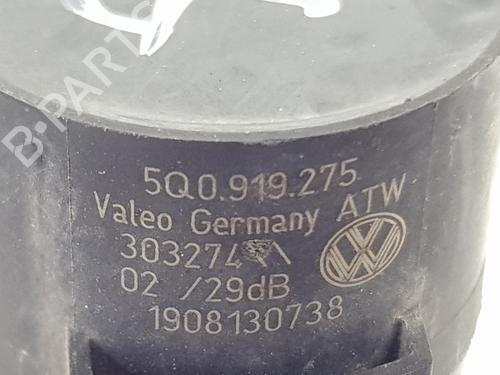 B-PARTS
5Q0.919.275
Valeo Germany ATW
303274
02 /29dB
1908130738